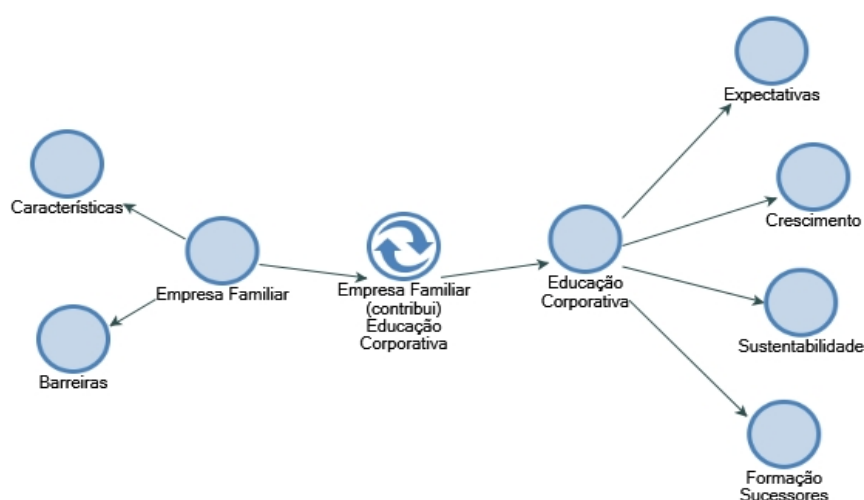 Expectativas
Características
Crescimento
Empresa Familiar
Empresa Familiar
(contribui)
Educação
Corporativa
Educação
Corporativa
Sustentabilidade
Barreiras
Formação
Sucessores